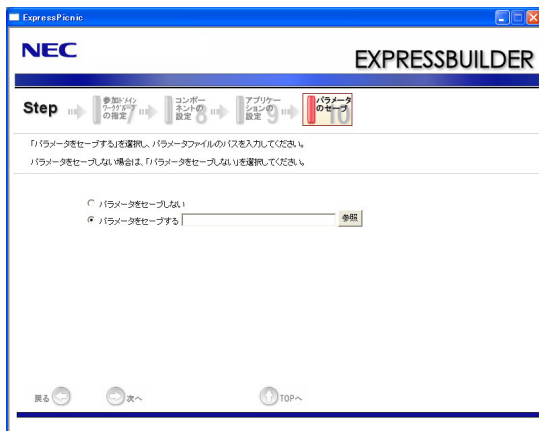 ExpressPicnic
NEC
EXPRESSBUILDER
Step 参加ドメイン ワークグループ の指定 7 コンポー ネントの 設定 8 アプリケー ションの 設定 9 パラメータ のセーブ 10
「パラメータをセーブする」を選択し、パラメータファイルのパスを入力してください。
パラメータをセーブしない場合は、「パラメータをセーブしない」を選択してください。
パラメータをセーブしない
パラメータをセーブする 参照
戻る 次へ TOPへ